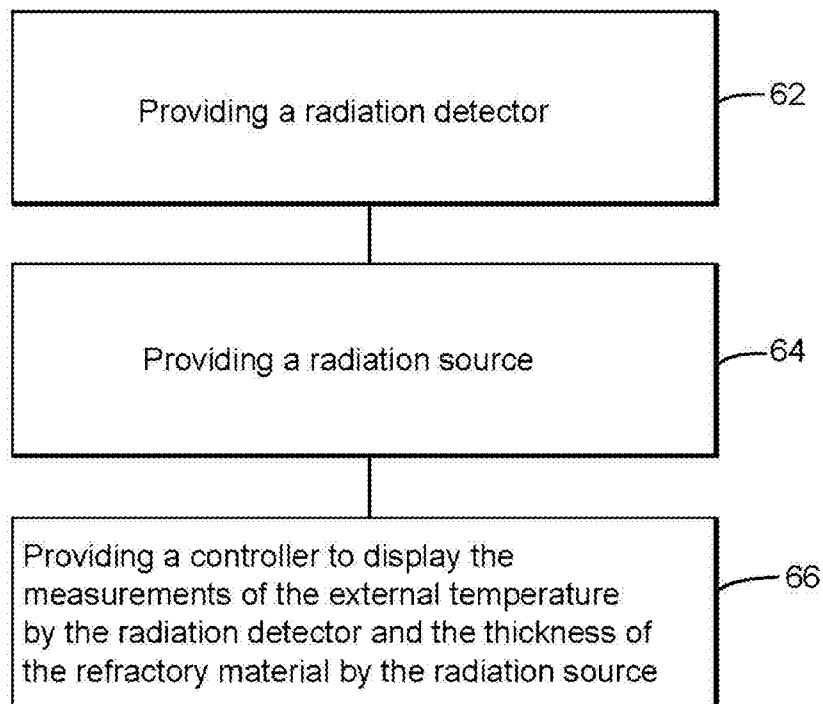 Providing a radiation detector
62
Providing a radiation source
64
Providing a controller to display the
measurements of the external temperature
by the radiation detector and the thickness of
the refractory material by the radiation source
66